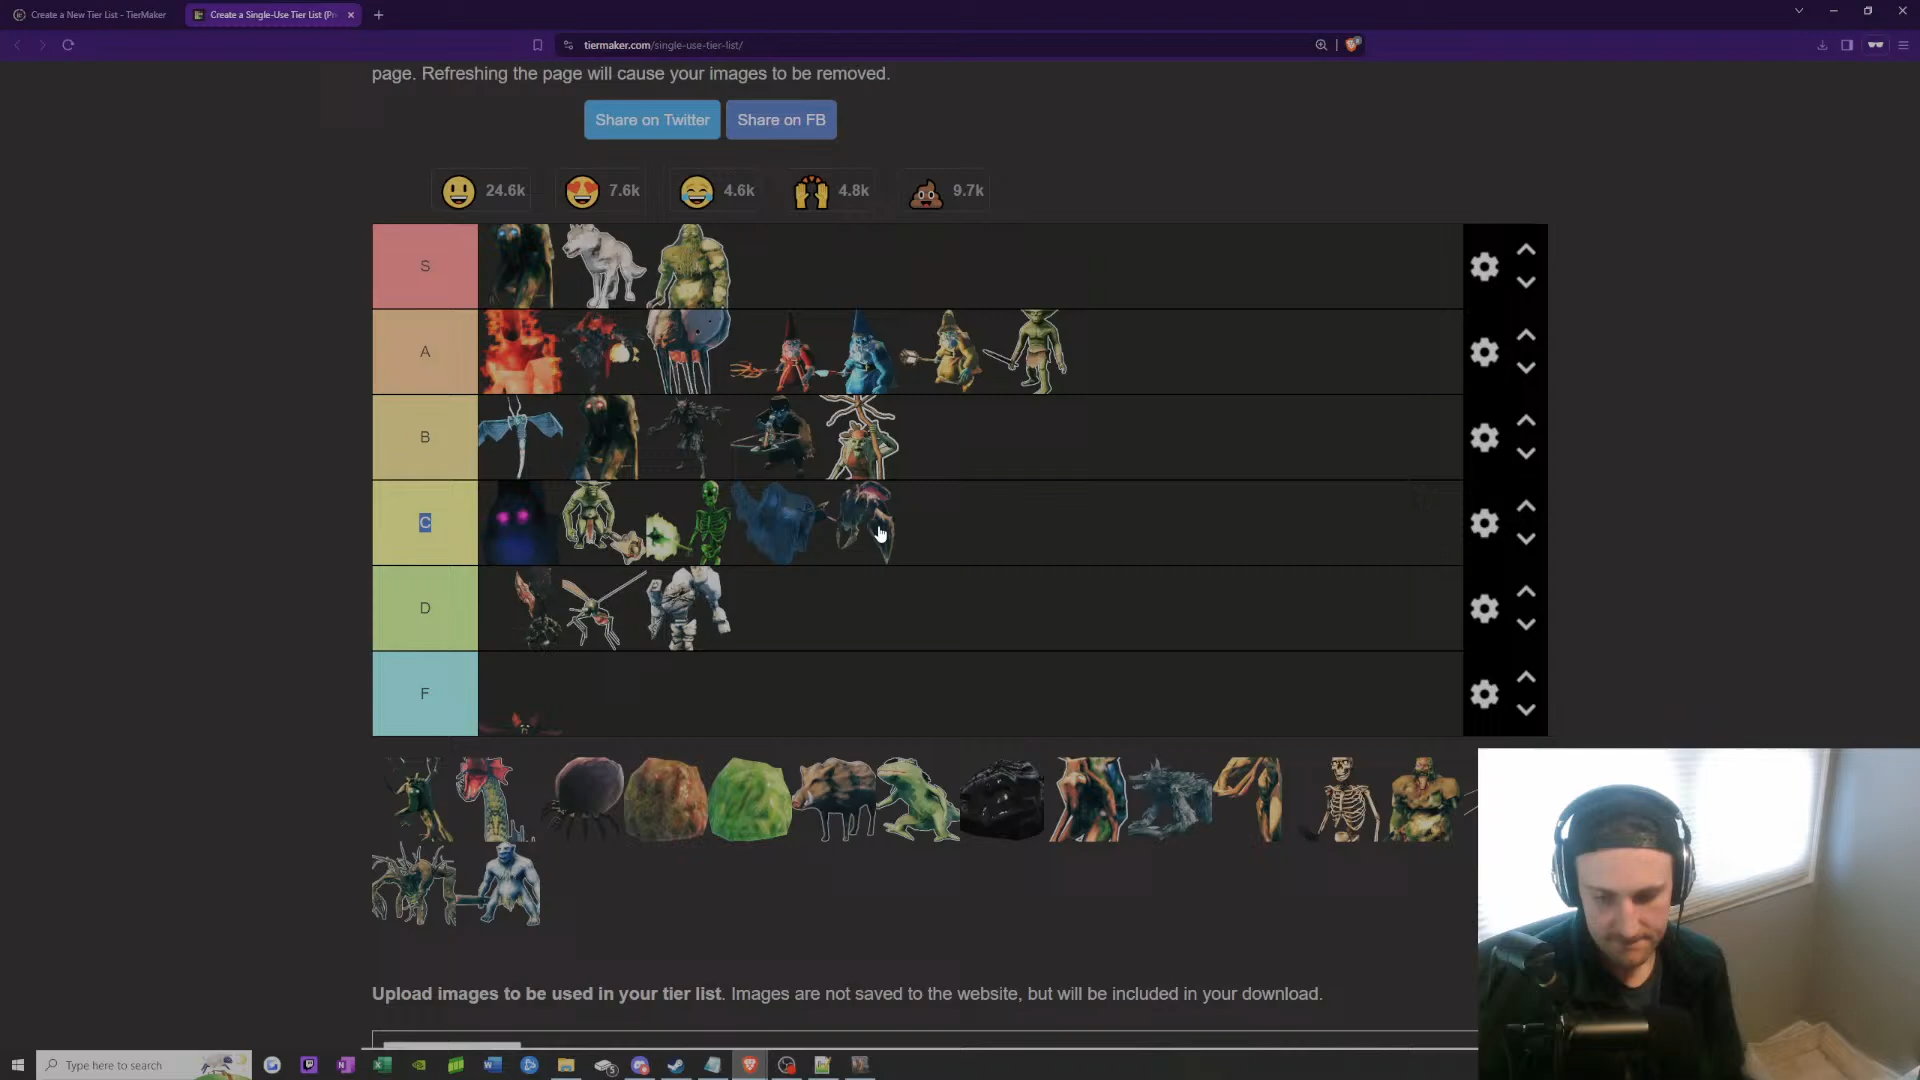 Create a New Tier List - TierMaker
Create a Single-Use Tier List (Pr
tiermaker.com/single-use-tier-list/
page. Refreshing the page will cause your images to be removed.
Share on Twitter
Share on FB
24.6k
7.6k
4.6k
4.8k
9.7k
S
A
B
C
D
F
Upload images to be used in your tier list. Images are not saved to the website, but will be included in your download.
Type here to search
5